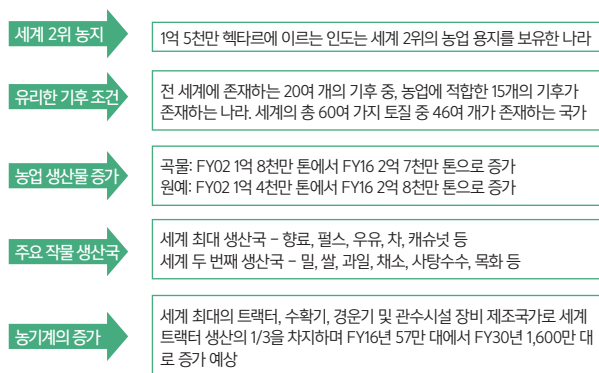 세계 2위 농지
1억 5천만 헥타르에 이르는 인도는 세계 2위의 농업 용지를 보유한 나라
유리한 기후 조건
전 세계에 존재하는 20여 개의 기후 중, 농업에 적합한 15개의 기후가
존재하는 나라. 세계의 총 60여 가지 토질 중 46여 개가 존재하는 국가
농업 생산물 증가
곡물: FY02 1억 8천만 톤에서 FY16 2억 7천만 톤으로 증가
원예: FY02 1억 4천만 톤에서 FY16 2억 8천만 톤으로 증가
주요 작물 생산국
세계 최대 생산국 – 향료, 펄스, 우유, 차, 캐슈넛 등
세계 두 번째 생산국 – 밀, 쌀, 과일, 채소, 사탕수수, 목화 등
농기계의 증가
세계 최대의 트랙터, 수확기, 경운기 및 관수시설 장비 제조국가로 세계
트랙터 생산의 1/3을 차지하며 FY16년 57만 대에서 FY30년 1,600만 대
로 증가 예상